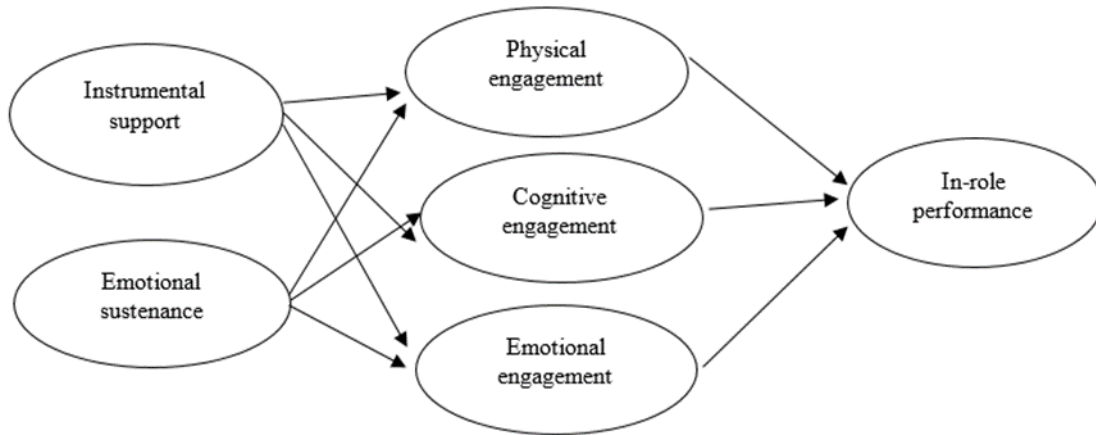 Instrumental
support
Emotional
sustenance
Physical
engagement
Cognitive
engagement
Emotional
engagement
In-role
performance